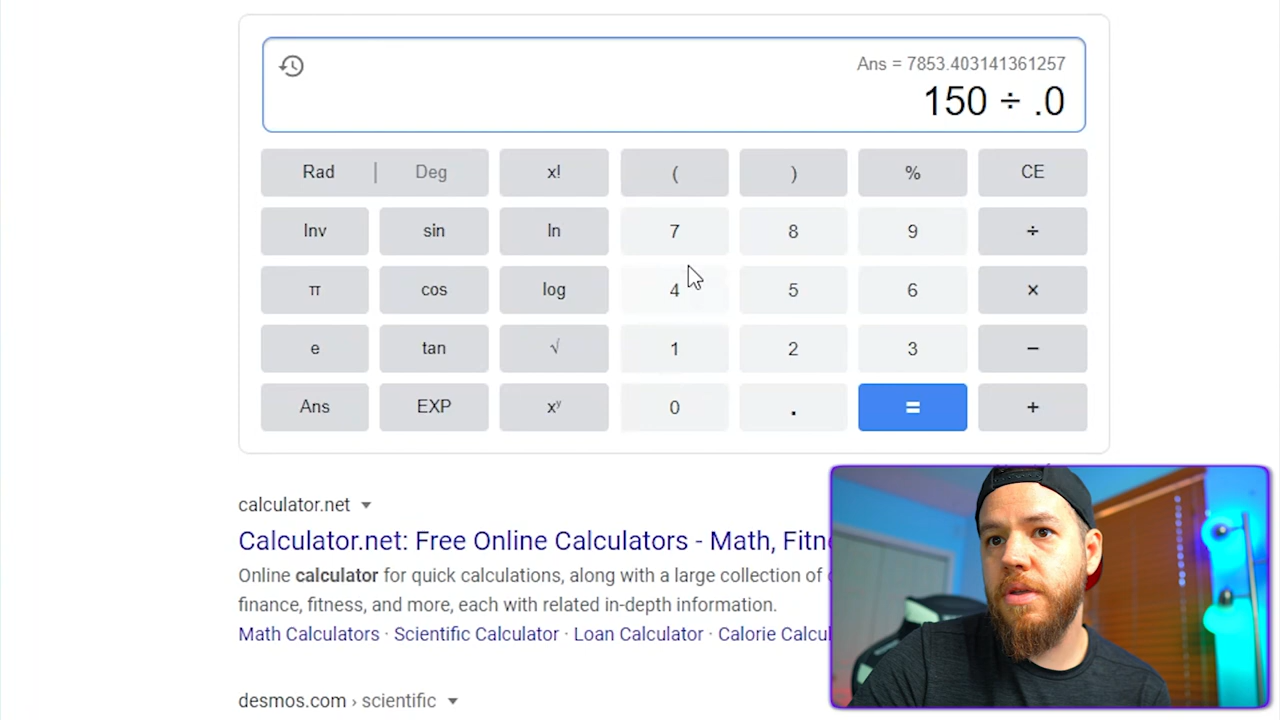 Ans = 7853.403141361257
150 ÷ .0
Rad | Deg x! ( ) % CE
Inv sin ln 7 8 9 ÷
π cos log 4 5 6 ×
e tan √ 1 2 3 −
Ans EXP xʸ 0 . = +
calculator.net
Calculator.net: Free Online Calculators - Math, Fitn
Online calculator for quick calculations, along with a large collection of
finance, fitness, and more, each with related in-depth information.
Math Calculators · Scientific Calculator · Loan Calculator · Calorie Calcu
desmos.com › scientific